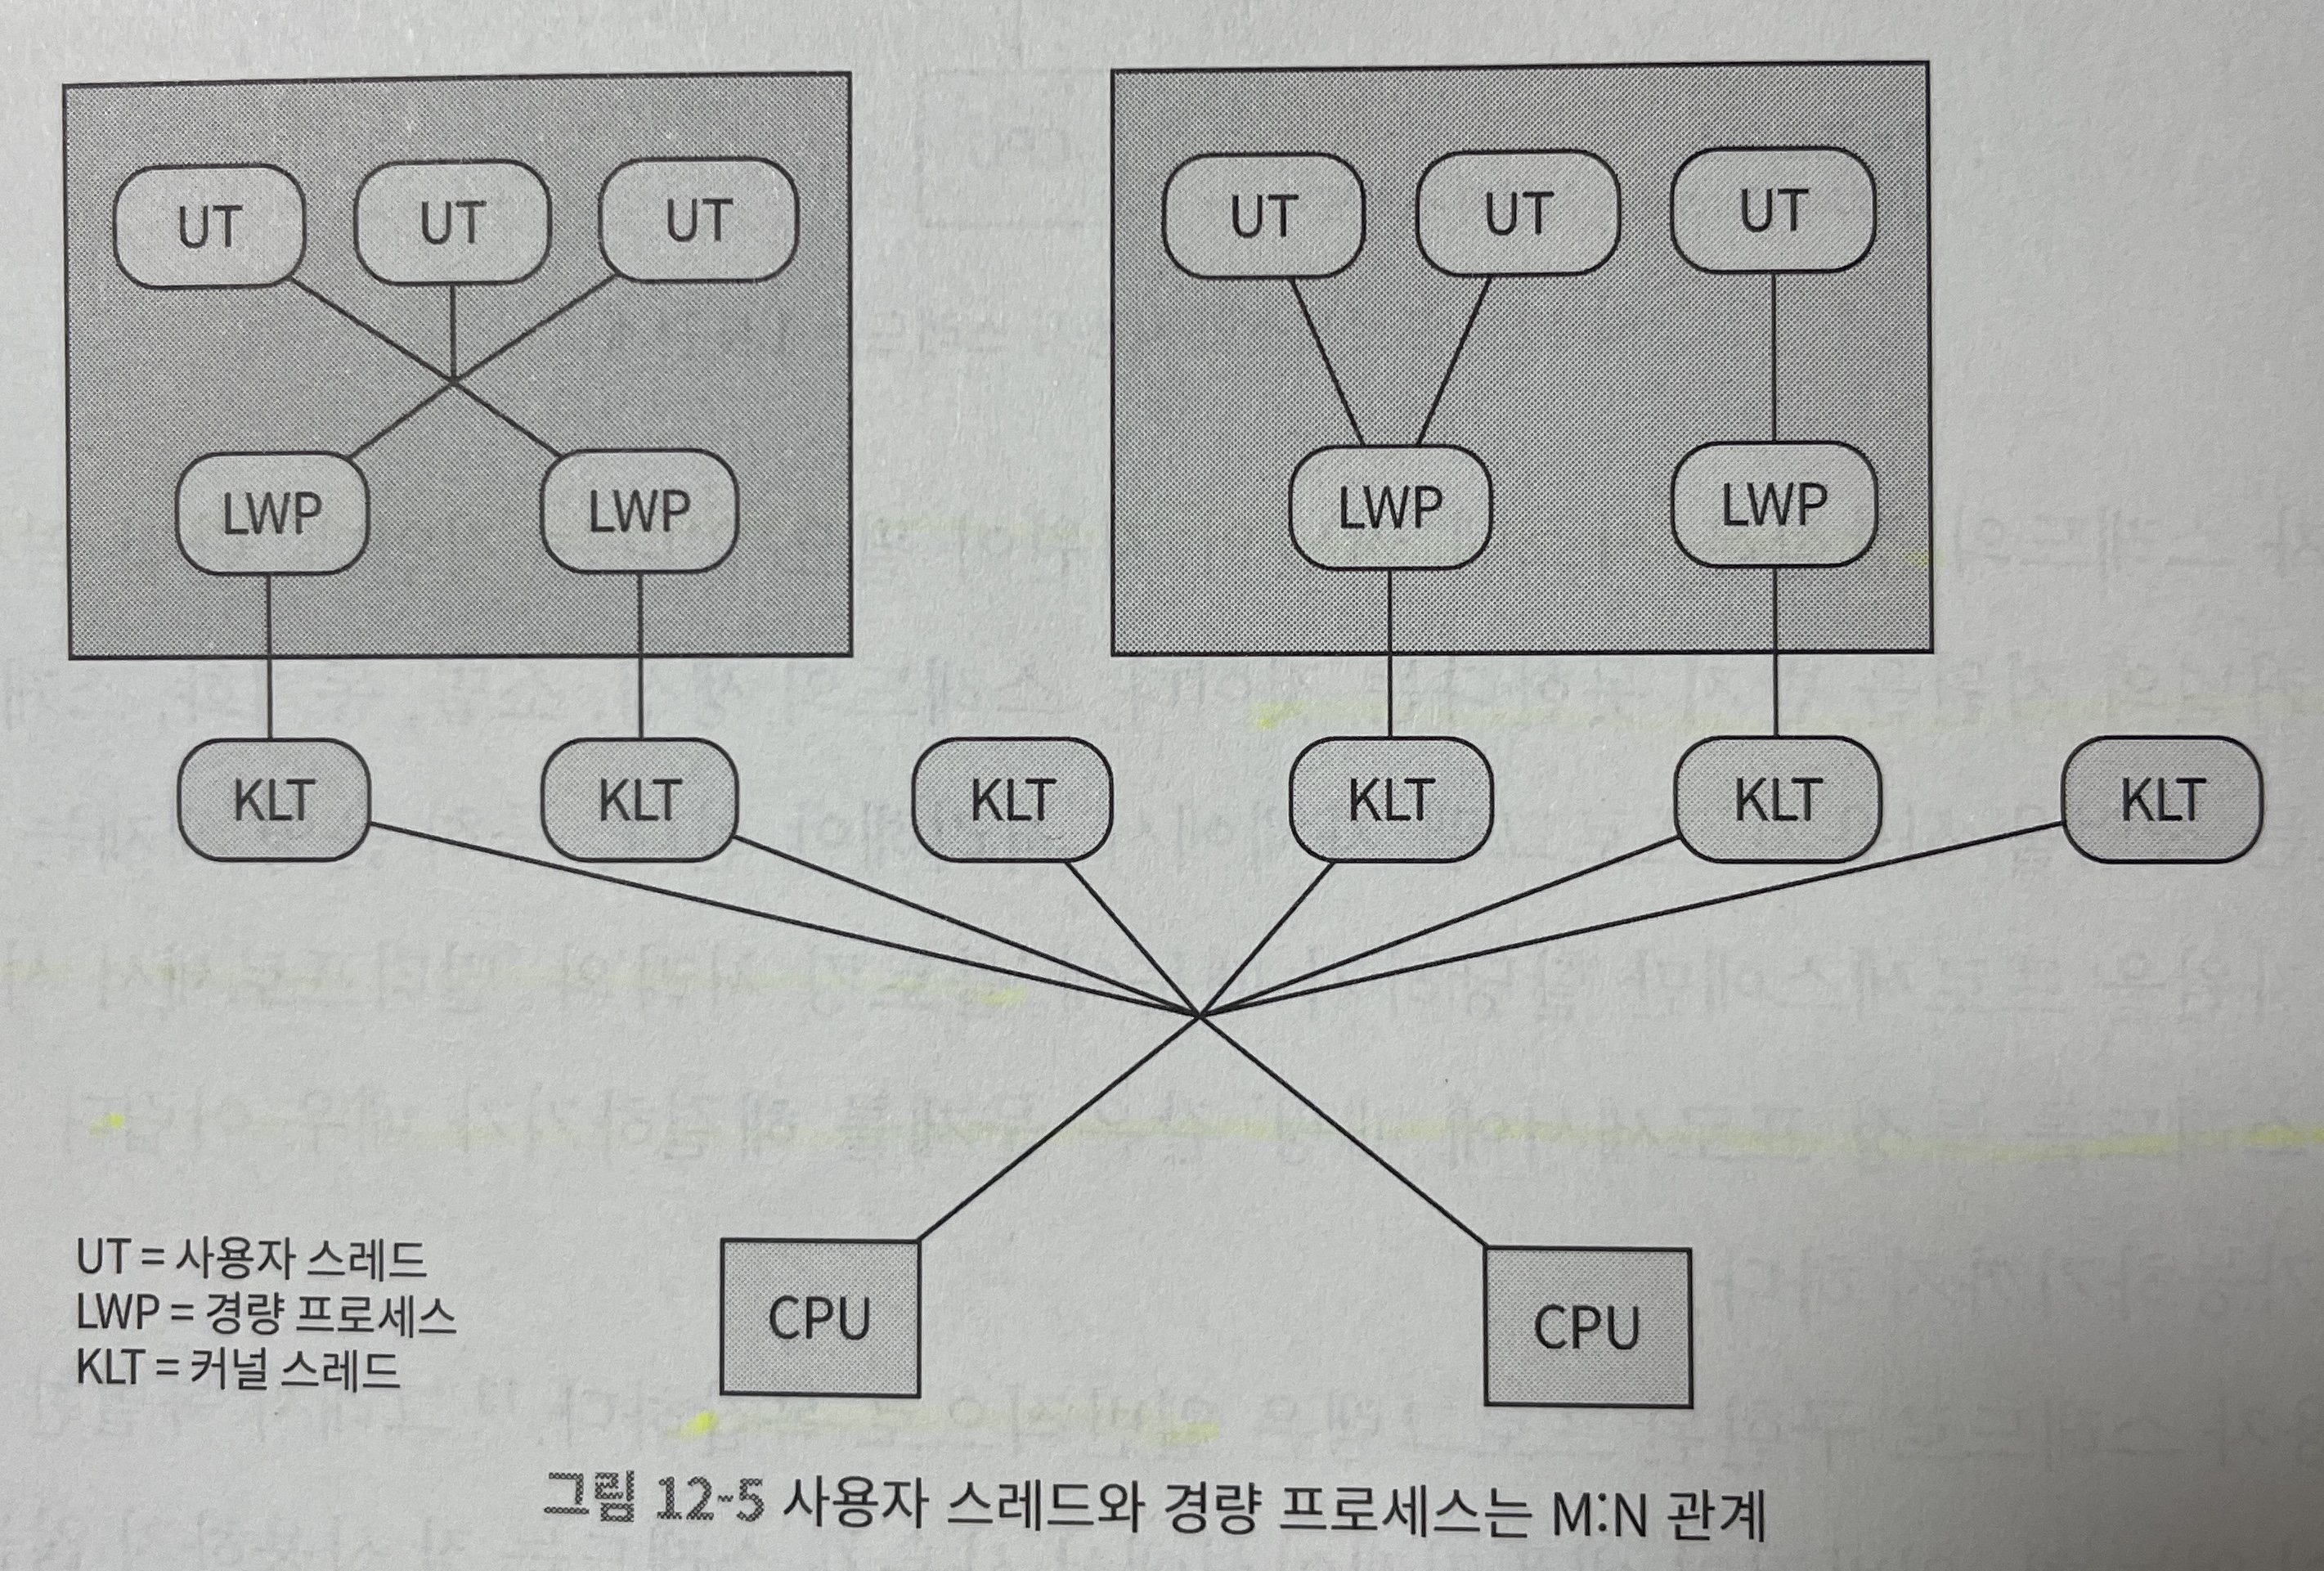 UT UT UT UT UT UT
LWP LWP LWP LWP
KLT KLT KLT KLT KLT KLT
UT = 사용자 스레드
LWP = 경량 프로세스
KLT = 커널 스레드
CPU CPU
그림 12-5 사용자 스레드와 경량 프로세스는 M:N 관계